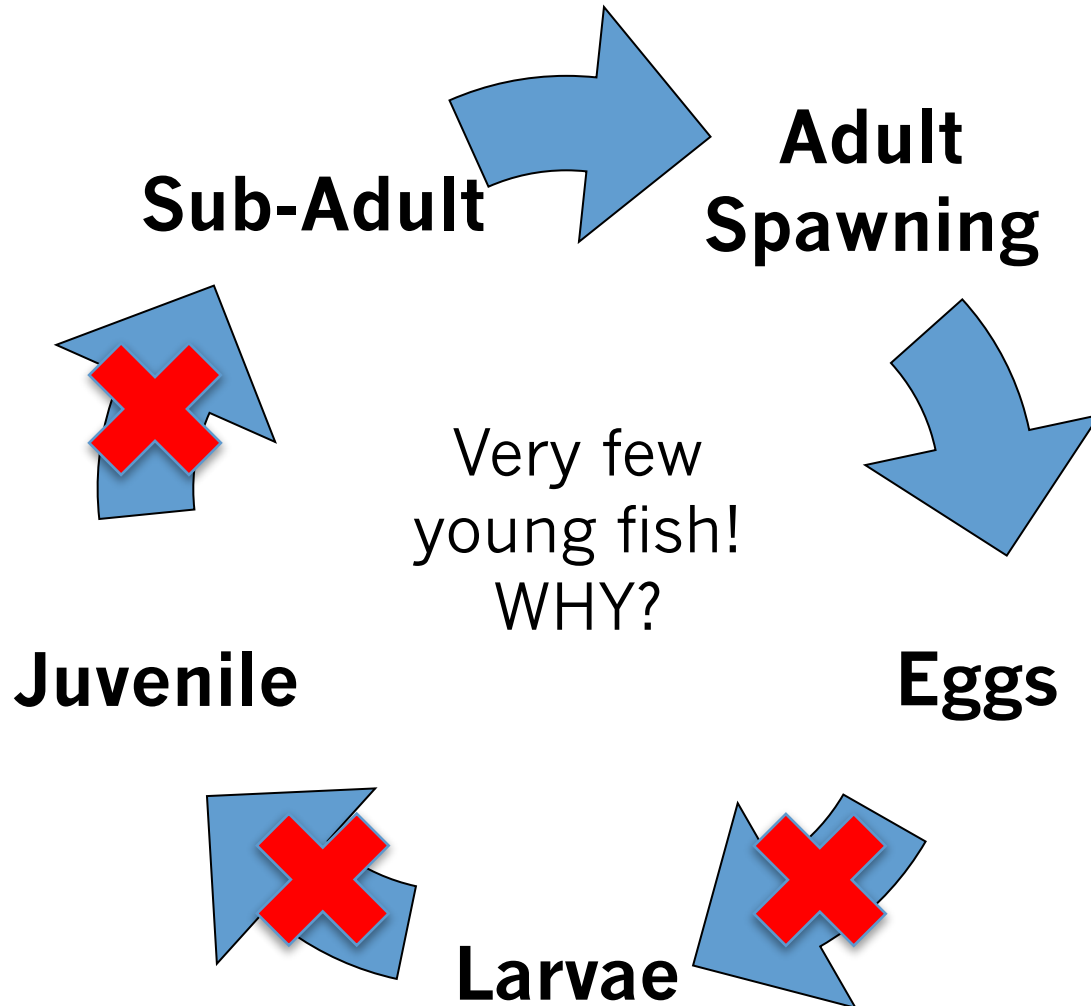 Sub-Adult
Adult
Spawning
Very few
young fish!
WHY?
Juvenile
Eggs
Larvae